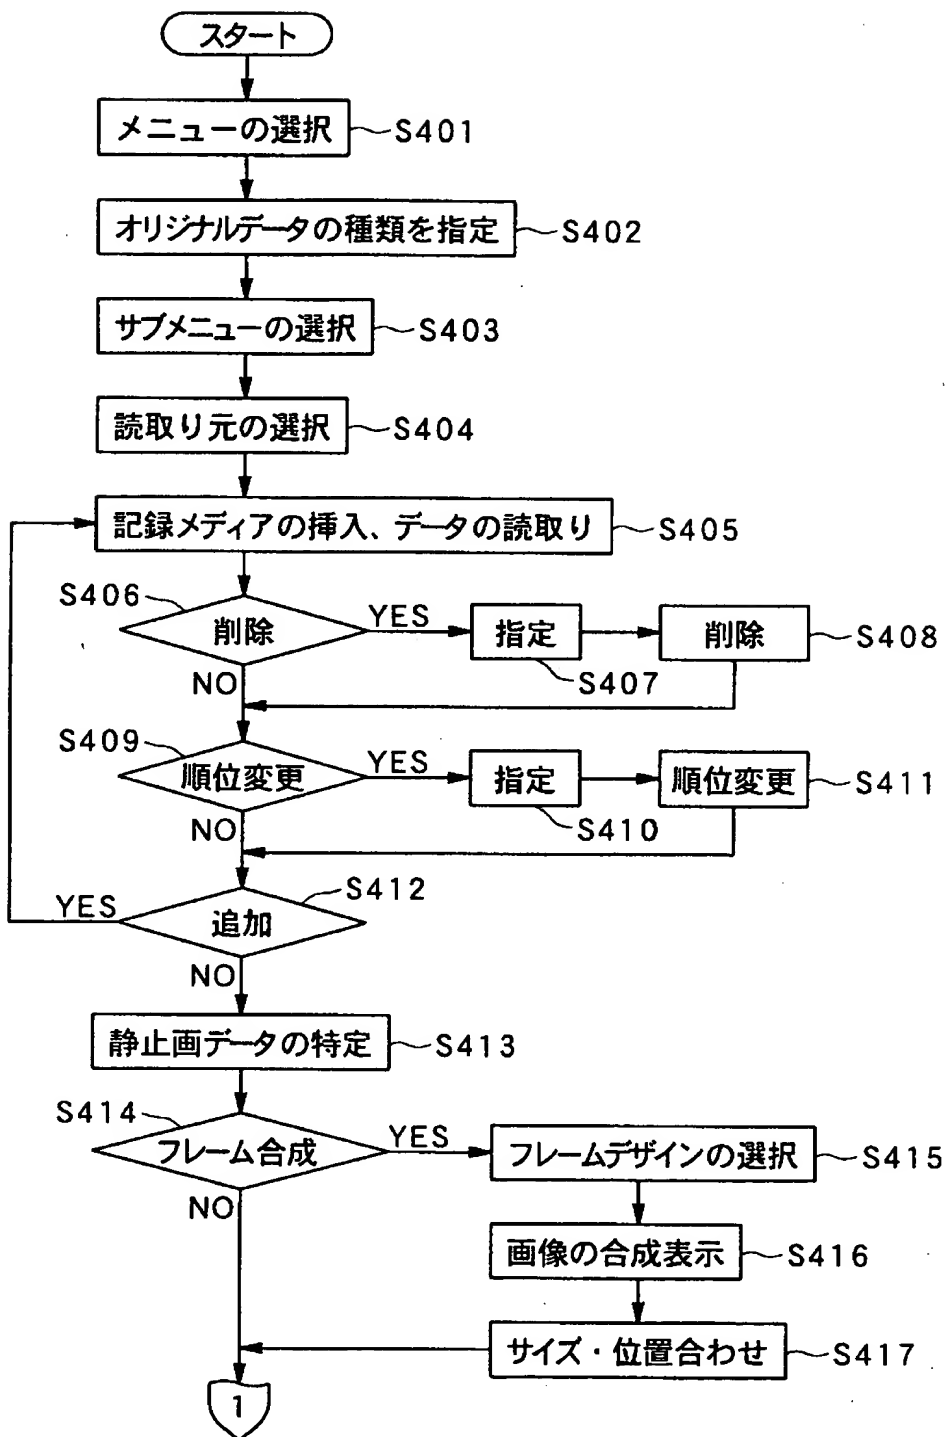 スタート
メニューの選択 S401
オリジナルデータの種類を指定 S402
サブメニューの選択 S403
読取り元の選択 S404
記録メディアの挿入、データの読取り S405
S406
削除 YES 指定 削除 S408
NO S407
S409
順位変更 YES 指定 順位変更 S411
NO S410
S412
YES 追加
NO
静止画データの特定 S413
S414
フレーム合成 YES フレームデザインの選択 S415
NO
画像の合成表示 S416
サイズ・位置合わせ S417
1